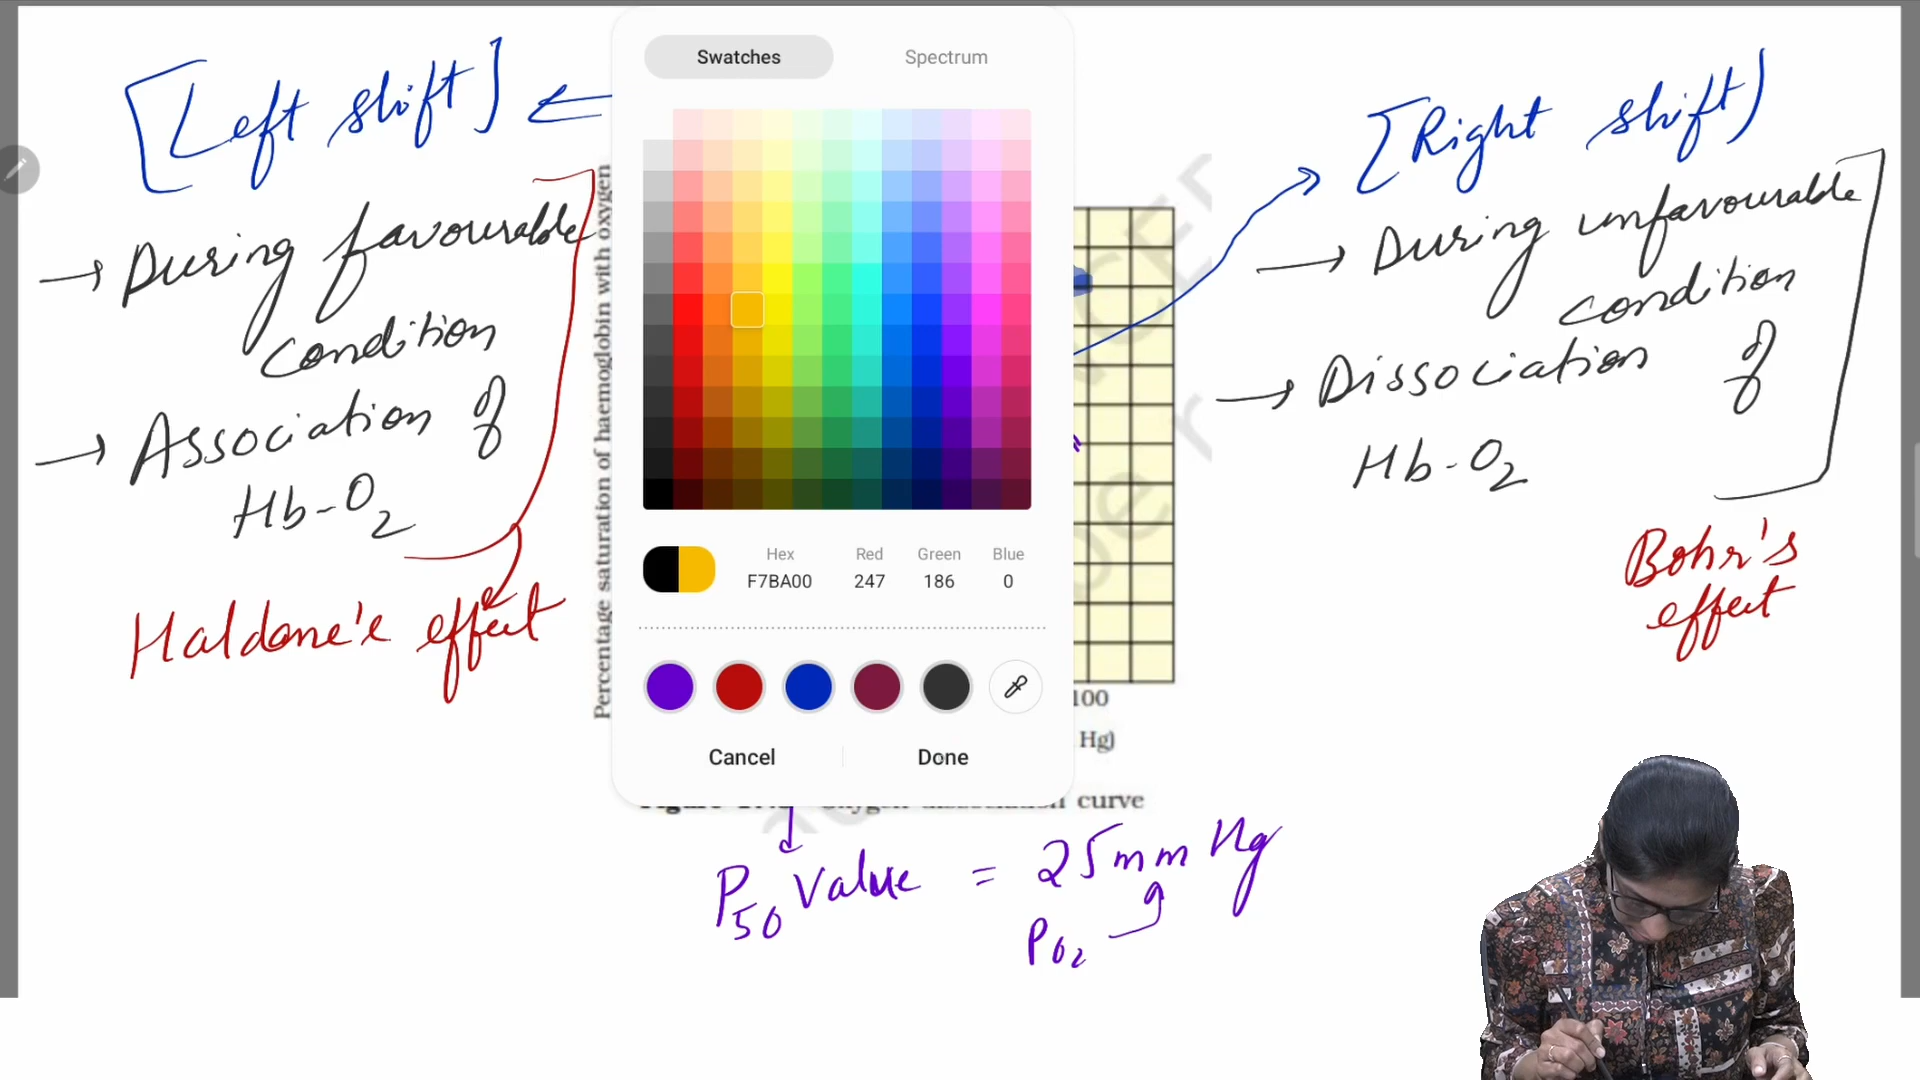 [Left shift] ←
→ During favourable
condition
→ Association of
Hb-O2
Haldane's effect
Percentage saturation of haemoglobin with oxygen
Swatches Spectrum
Hex Red Green Blue
F7BA00 247 186 0
Cancel Done
[Right shift)
→ During unfavourable
condition
→ Dissociation of
Hb-O2
Bohr's
effect
100
Hg)
curve
P50 Value = 25mm Hg
PO2